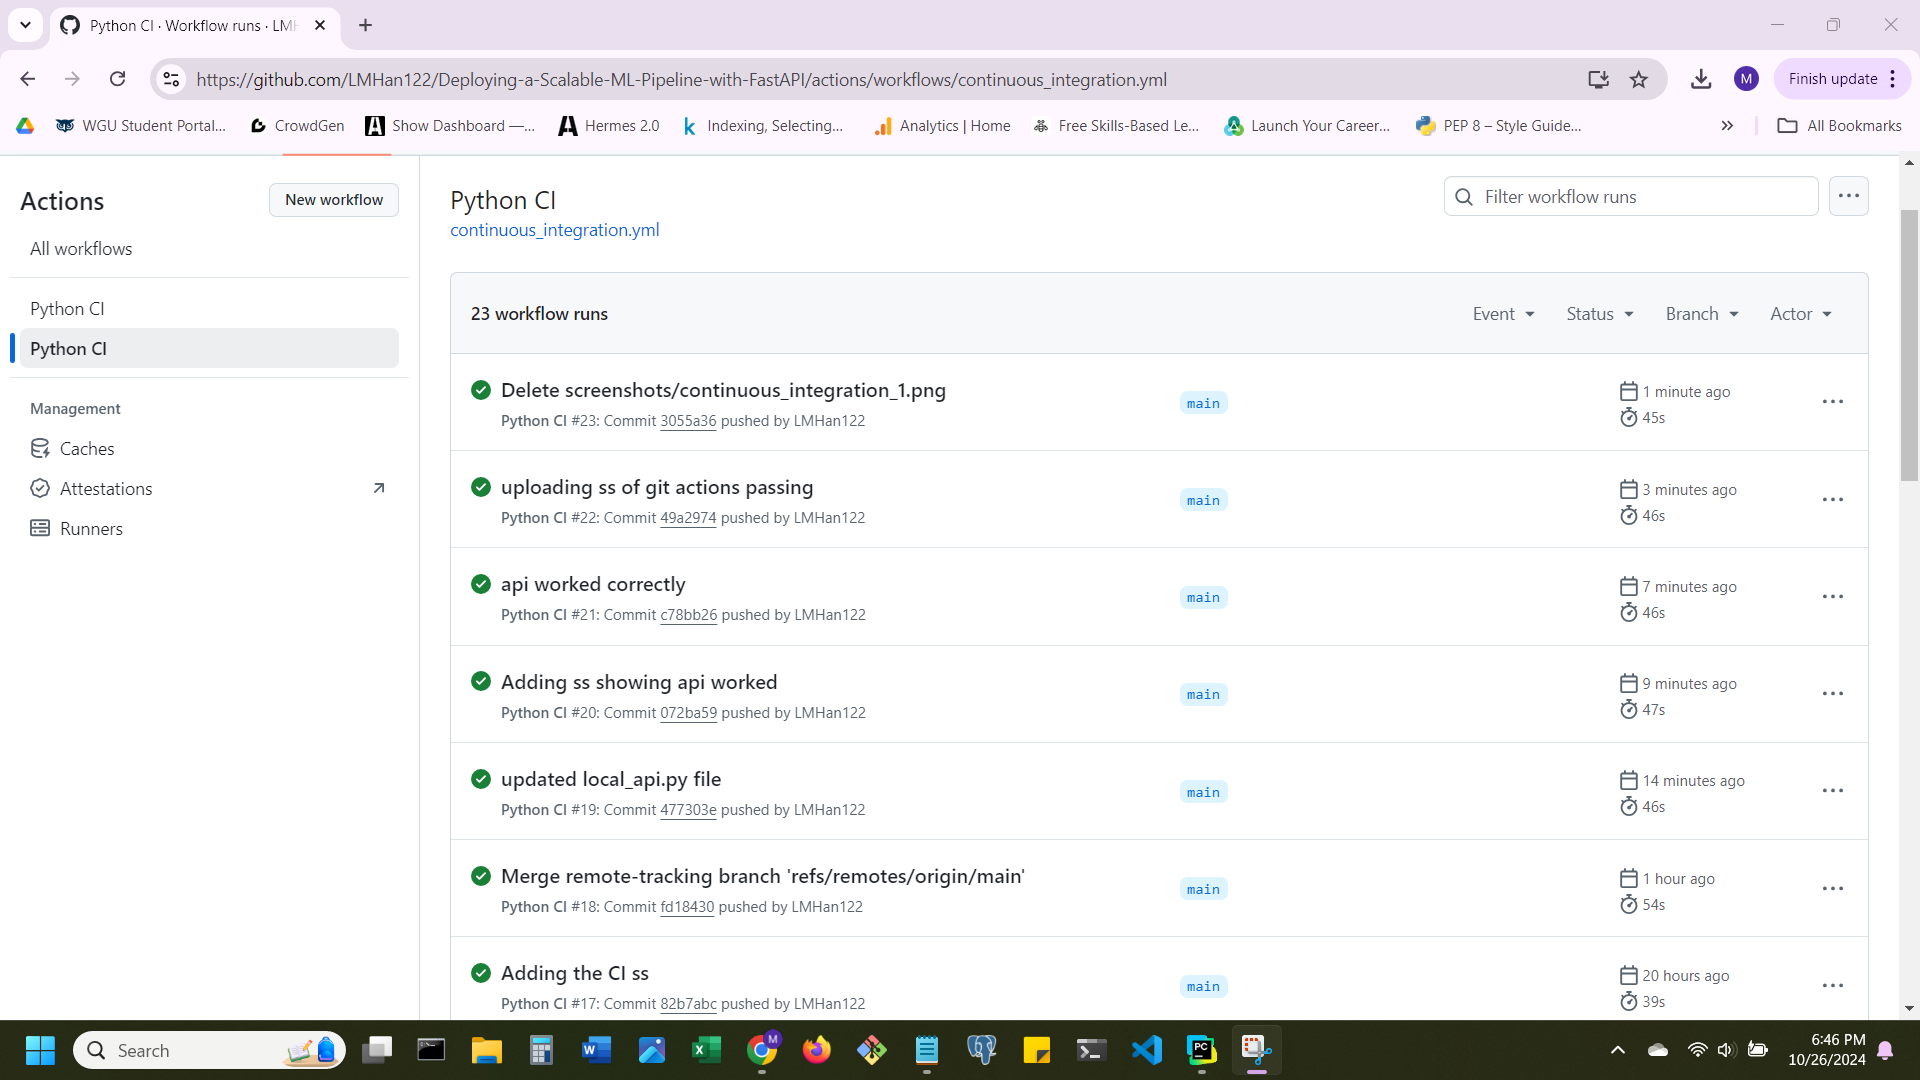 Python CI · Workflow runs · LMH
https://github.com/LMHan122/Deploying-a-Scalable-ML-Pipeline-with-FastAPI/actions/workflows/continuous_integration.yml
M
Finish update
WGU Student Portal...
CrowdGen
Show Dashboard —...
Hermes 2.0
Indexing, Selecting...
Analytics | Home
Free Skills-Based Le...
Launch Your Career...
PEP 8 – Style Guide...
All Bookmarks
Actions
New workflow
All workflows
Python CI
Python CI
Management
Caches
Attestations
Runners
Python CI
continuous_integration.yml
Filter workflow runs
23 workflow runs
Event
Status
Branch
Actor
Delete screenshots/continuous_integration_1.png
Python CI #23: Commit 3055a36 pushed by LMHan122
main
1 minute ago
45s
uploading ss of git actions passing
Python CI #22: Commit 49a2974 pushed by LMHan122
main
3 minutes ago
46s
api worked correctly
Python CI #21: Commit c78bb26 pushed by LMHan122
main
7 minutes ago
46s
Adding ss showing api worked
Python CI #20: Commit 072ba59 pushed by LMHan122
main
9 minutes ago
47s
updated local_api.py file
Python CI #19: Commit 477303e pushed by LMHan122
main
14 minutes ago
46s
Merge remote-tracking branch 'refs/remotes/origin/main'
Python CI #18: Commit fd18430 pushed by LMHan122
main
1 hour ago
54s
Adding the CI ss
Python CI #17: Commit 82b7abc pushed by LMHan122
main
20 hours ago
39s
Search
M
PC
6:46 PM
10/26/2024